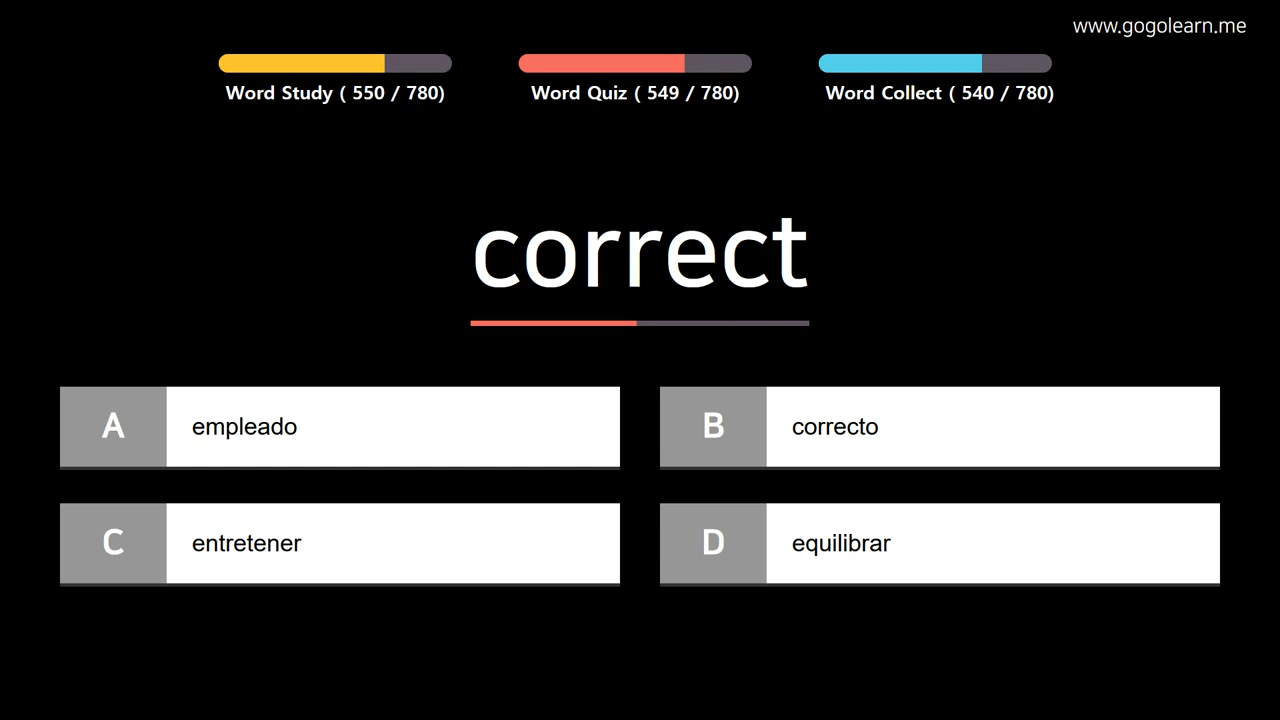 www.gogolearn.me
Word Study ( 550 / 780)
Word Quiz ( 549 / 780)
Word Collect ( 540 / 780)
correct
A empleado
B correcto
C entretener
D equilibrar